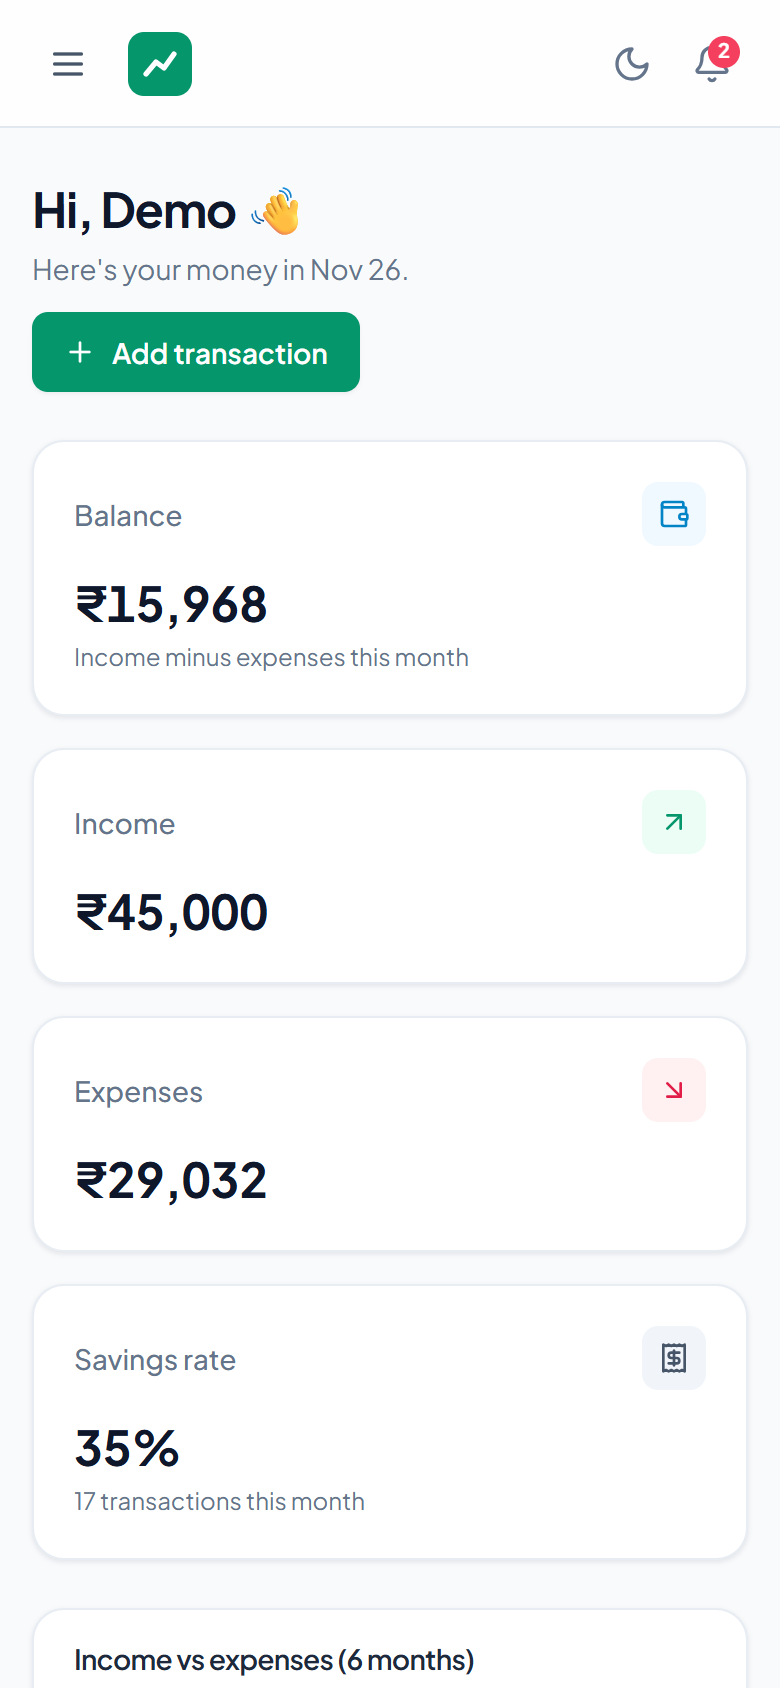 2
Hi, Demo 👋
Here's your money in Nov 26.
+ Add transaction
Balance
₹15,968
Income minus expenses this month
Income
₹45,000
Expenses
₹29,032
Savings rate
35%
17 transactions this month
Income vs expenses (6 months)